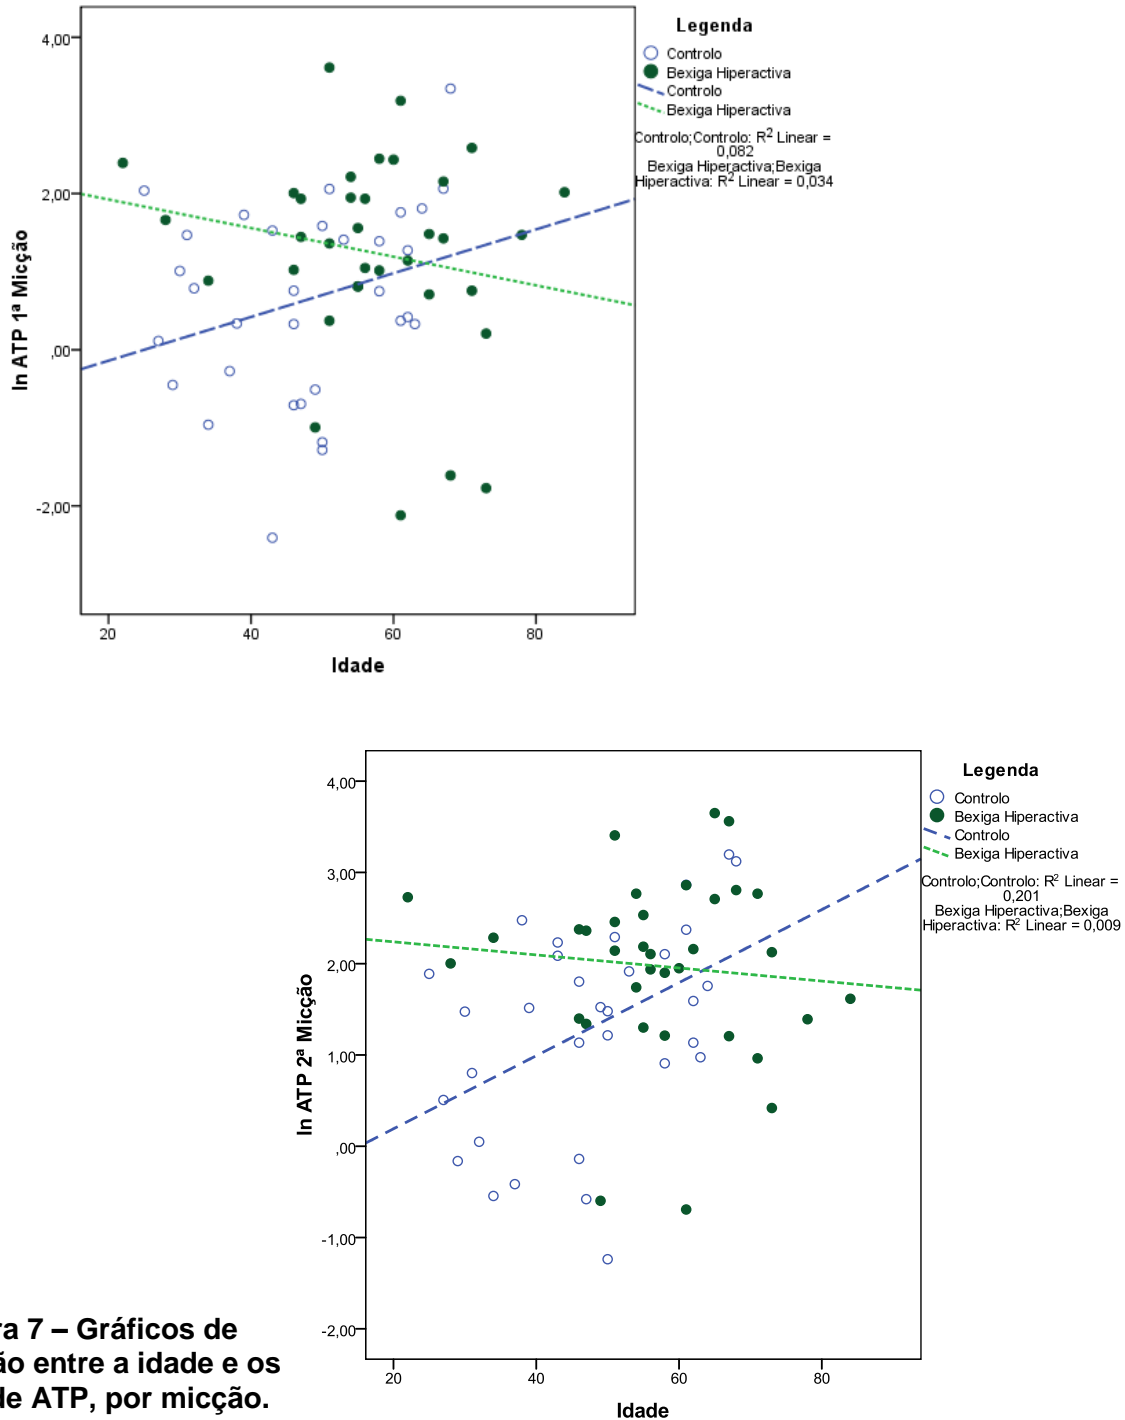 Legenda
4,00
Controlo
Bexiga Hiperactiva
Controlo
Bexiga Hiperactiva
Controlo;Controlo: R² Linear =
0,082
Bexiga Hiperactiva;Bexiga
Hiperactiva: R² Linear = 0,034
2,00
ln ATP 1ª Micção
,00
-2,00
20 40 60 80
Idade
Legenda
4,00
Controlo
Bexiga Hiperactiva
Controlo
Bexiga Hiperactiva
3,00
Controlo;Controlo: R² Linear =
0,201
Bexiga Hiperactiva;Bexiga
Hiperactiva: R² Linear = 0,009
2,00
ln ATP 2ª Micção
1,00
,00
-1,00
-2,00
20 40 60 80
Idade
ra 7 – Gráficos de
ão entre a idade e os
de ATP, por micção.